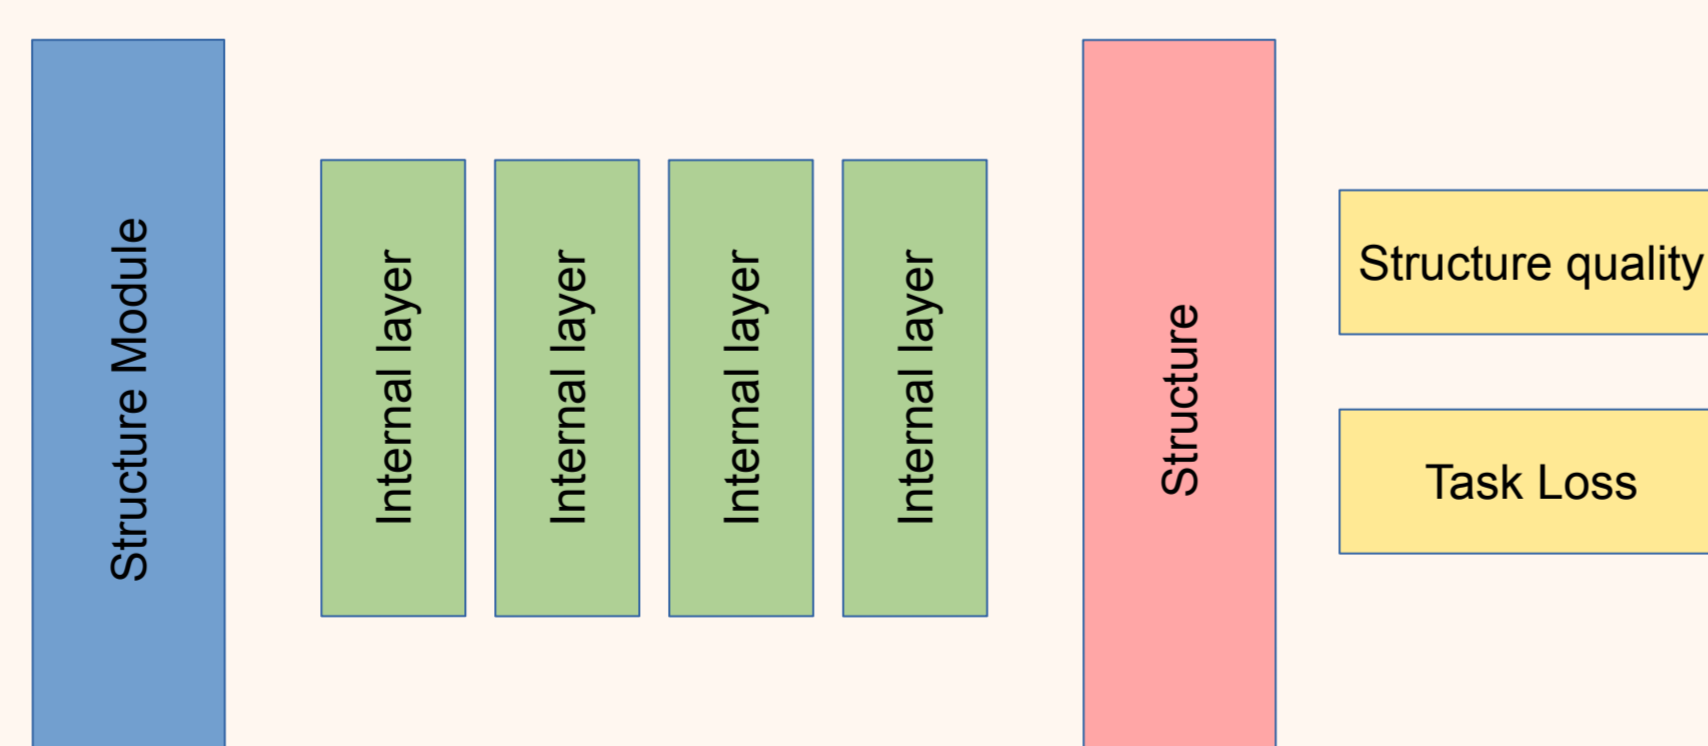 Structure Module
Internal layer
Internal layer
Internal layer
Internal layer
Structure
Structure quality
Task Loss